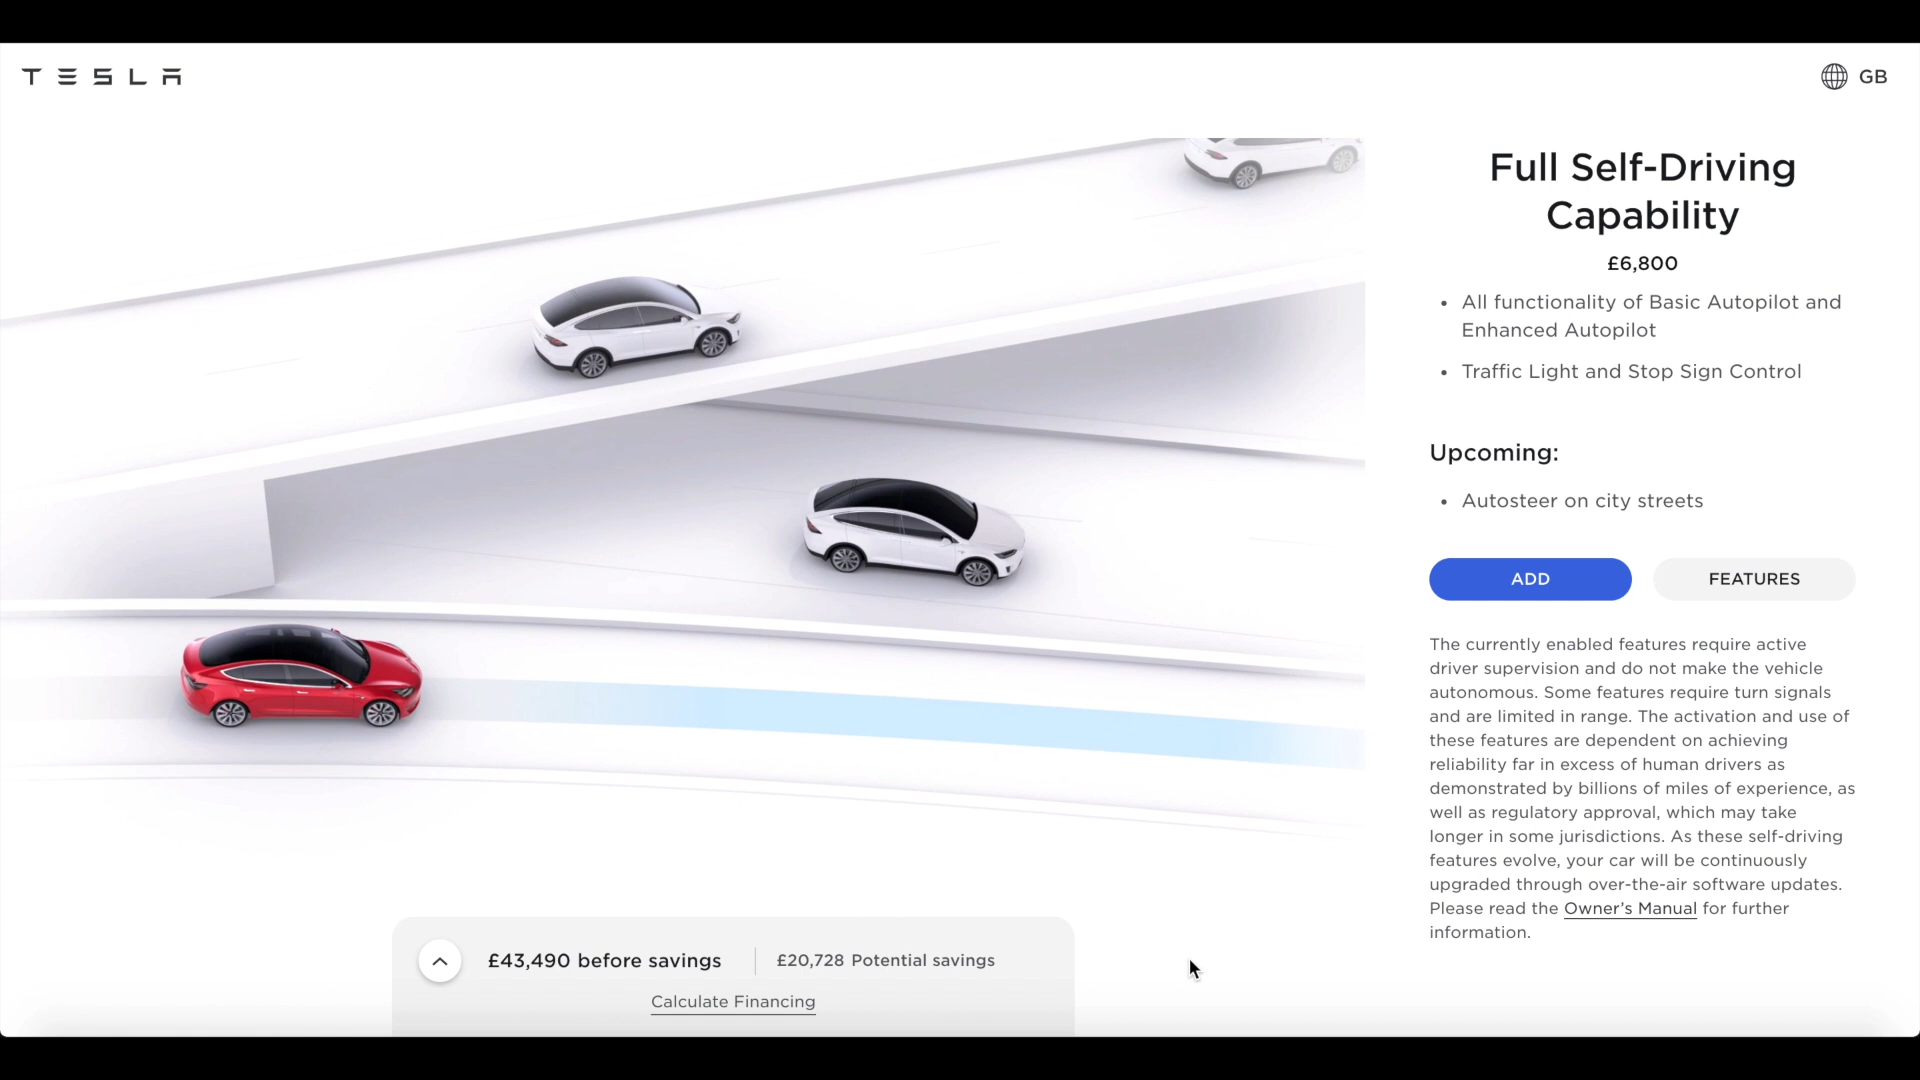 TESLA
GB
Full Self-Driving
Capability
£6,800
• All functionality of Basic Autopilot and
Enhanced Autopilot
• Traffic Light and Stop Sign Control
Upcoming:
• Autosteer on city streets
ADD
FEATURES
The currently enabled features require active
driver supervision and do not make the vehicle
autonomous. Some features require turn signals
and are limited in range. The activation and use of
these features are dependent on achieving
reliability far in excess of human drivers as
demonstrated by billions of miles of experience, as
well as regulatory approval, which may take
longer in some jurisdictions. As these self-driving
features evolve, your car will be continuously
upgraded through over-the-air software updates.
Please read the Owner's Manual for further
information.
£43,490 before savings
£20,728 Potential savings
Calculate Financing